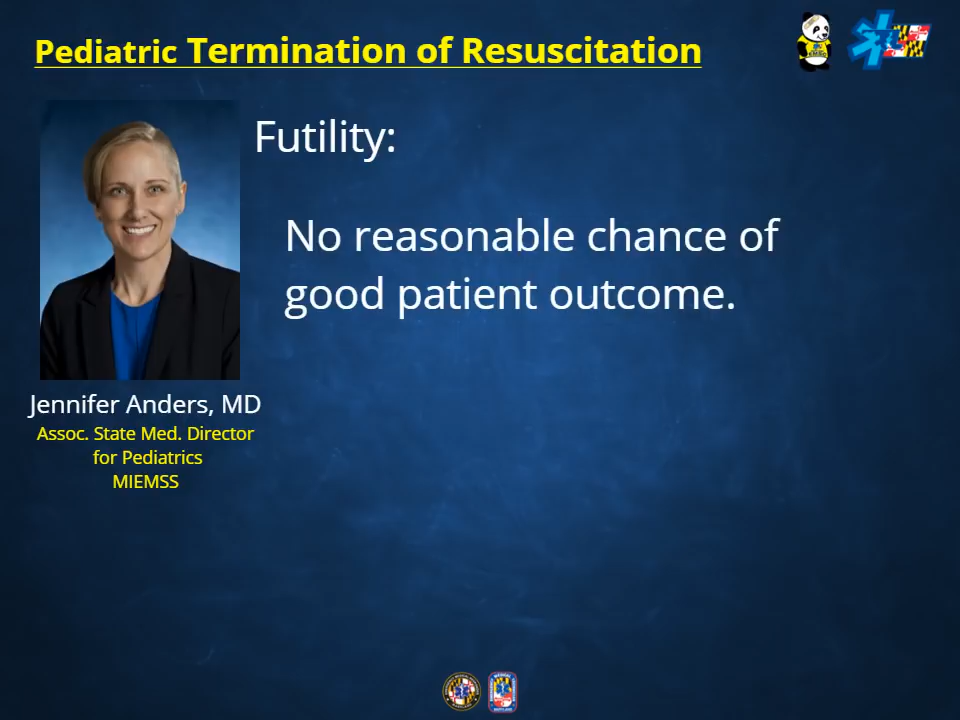 Pediatric Termination of Resuscitation
Futility:
No reasonable chance of
good patient outcome.
Jennifer Anders, MD
Assoc. State Med. Director
for Pediatrics
MIEMSS